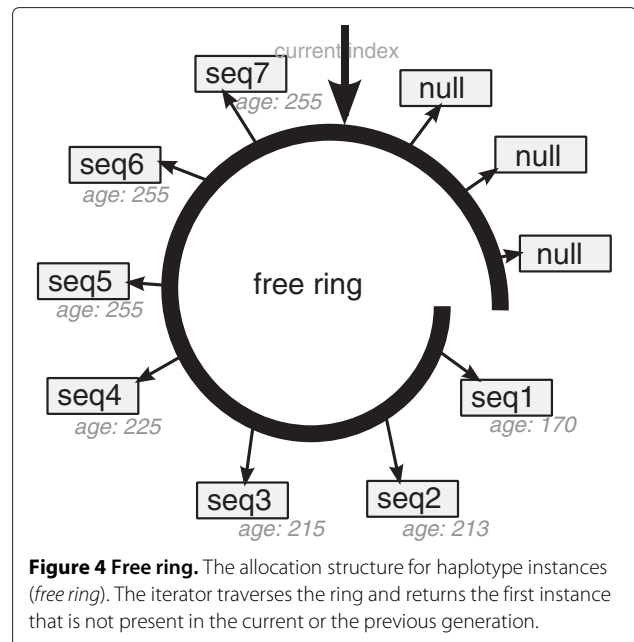 current index
seq7
age: 255
null
seq6
age: 255
null
null
seq5
age: 255
free ring
seq4
age: 225
seq1
age: 170
seq3
age: 215
seq2
age: 213
Figure 4 Free ring. The allocation structure for haplotype instances
(free ring). The iterator traverses the ring and returns the first instance
that is not present in the current or the previous generation.